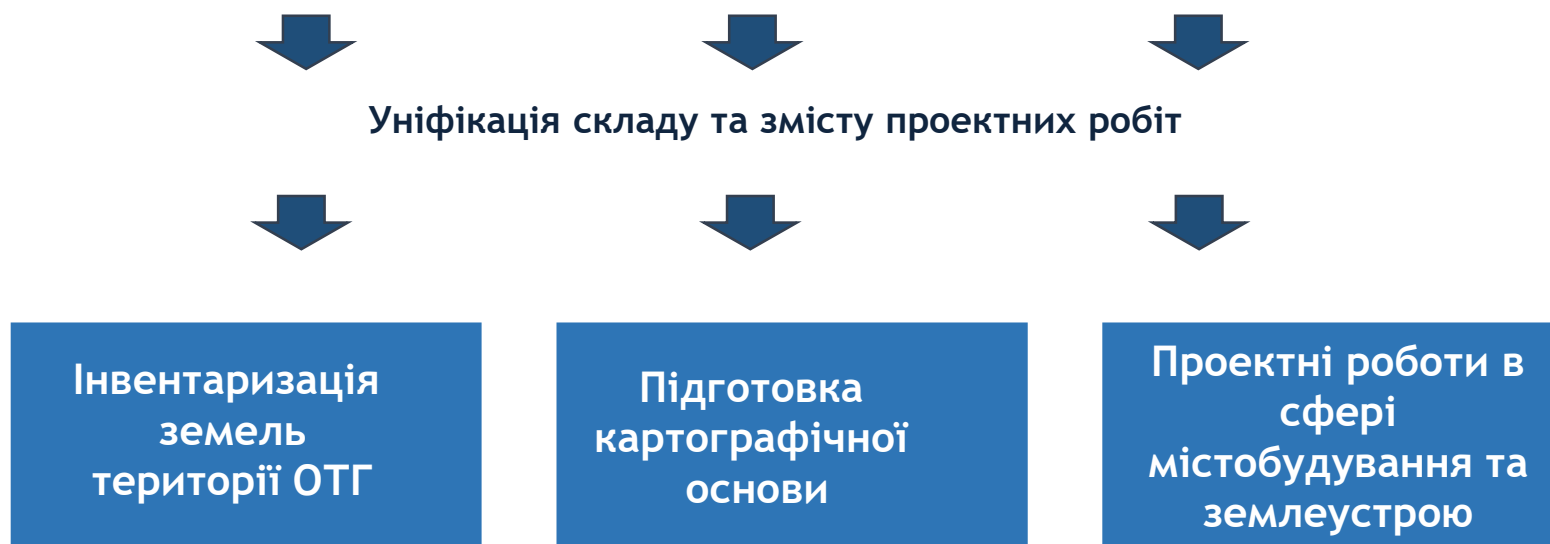 Уніфікація складу та змісту проектних робіт
Інвентаризація
земель
території ОТГ
Підготовка
картографічної
основи
Проектні роботи в
сфері
містобудування та
землеустрою